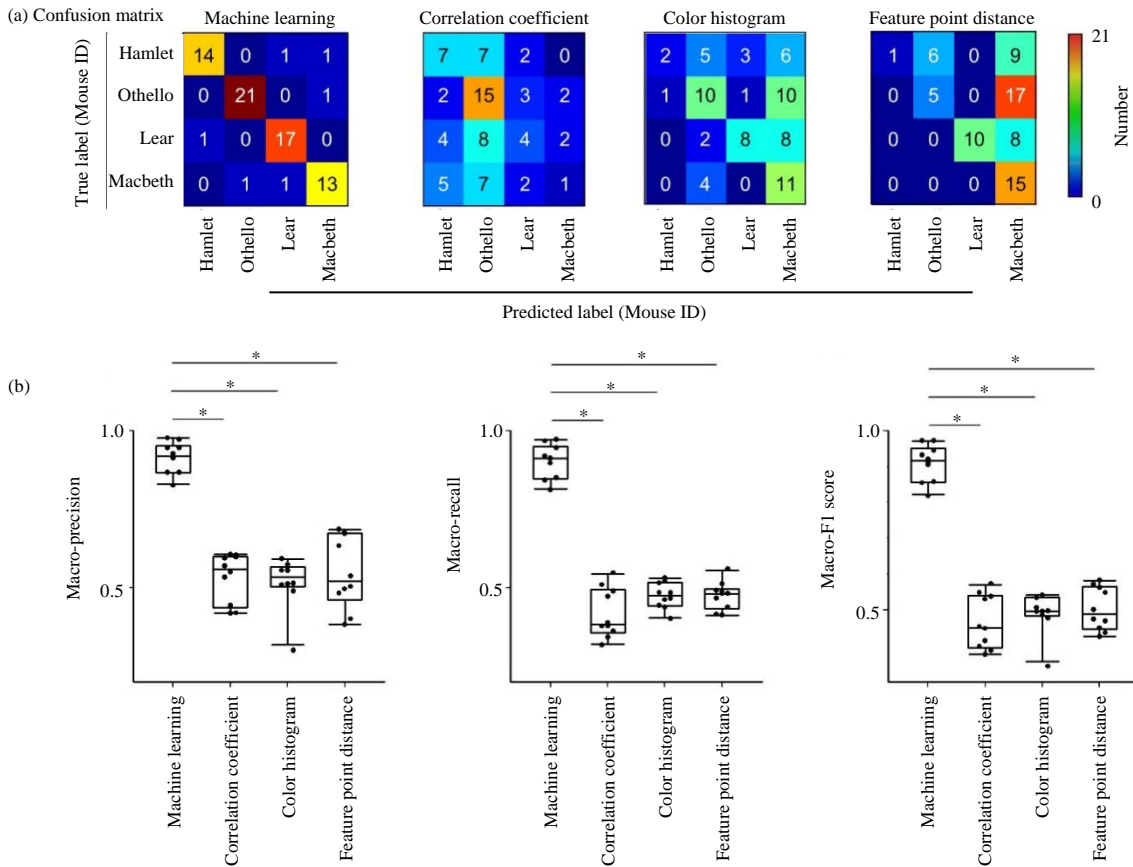 (a) Confusion matrix
Machine learning
Correlation coefficient
Color histogram
Feature point distance
True label (Mouse ID)
Hamlet
Othello
Lear
Macbeth
14 0 1 1
0 21 0 1
1 0 17 0
0 1 1 13
7 7 2 0
2 15 3 2
4 8 4 2
5 7 2 1
2 5 3 6
1 10 1 10
0 2 8 8
0 4 0 11
1 6 0 9
0 5 0 17
0 0 10 8
0 0 0 15
21
Number
0
Hamlet
Othello
Lear
Macbeth
Hamlet
Othello
Lear
Macbeth
Hamlet
Othello
Lear
Macbeth
Hamlet
Othello
Lear
Macbeth
Predicted label (Mouse ID)
(b)
*
*
*
1.0
0.5
Macro-precision
Machine learning
Correlation coefficient
Color histogram
Feature point distance
*
*
*
1.0
0.5
Macro-recall
Machine learning
Correlation coefficient
Color histogram
Feature point distance
*
*
*
1.0
0.5
Macro-F1 score
Machine learning
Correlation coefficient
Color histogram
Feature point distance